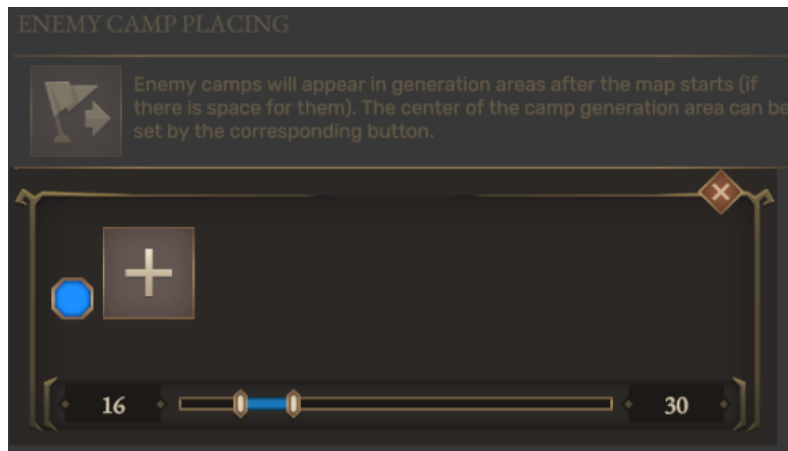 ENEMY CAMP PLACING
Enemy camps will appear in generation areas after the map starts (if
there is space for them). The center of the camp generation area can be
set by the corresponding button.
16
30